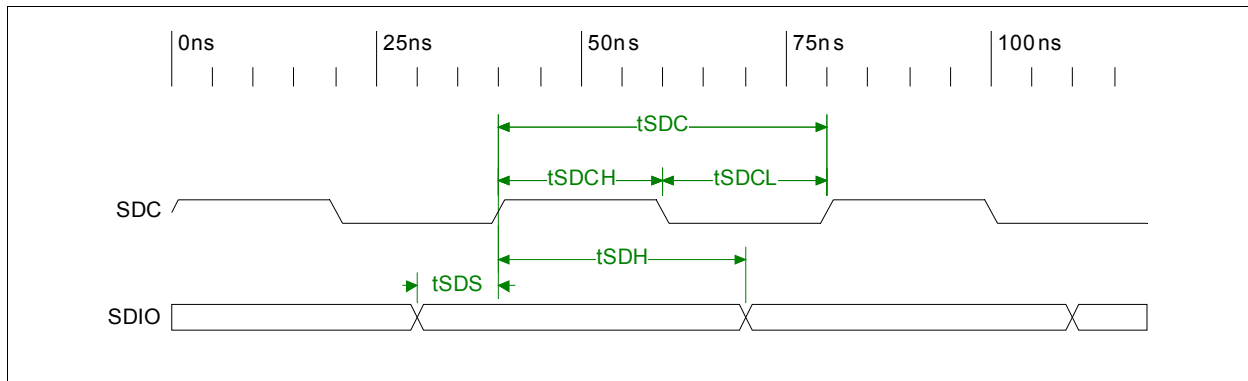 0ns 25ns 50ns 75ns 100ns
tSDC
tSDCH tSDCL
SDC
tSDH
tSDS
SDIO